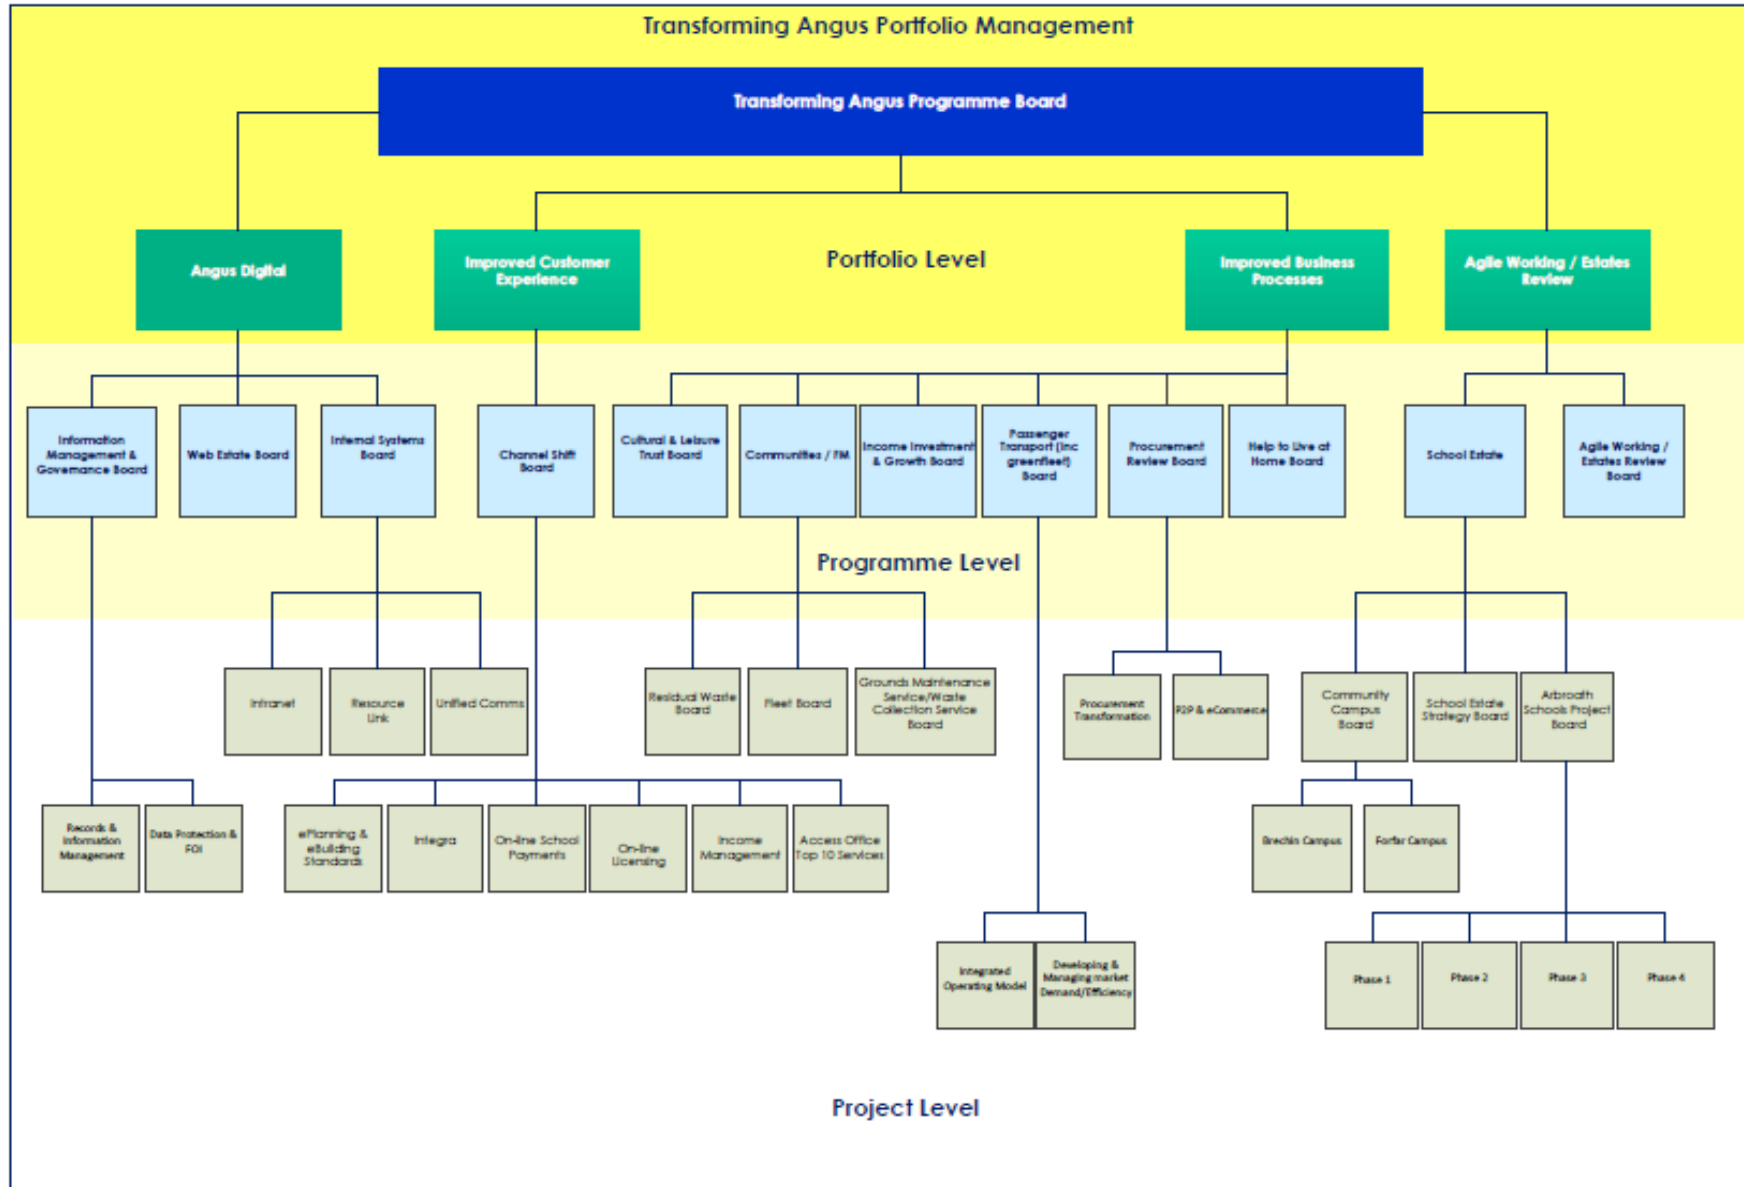 Transforming Angus Portfolio Management
Transforming Angus Programme Board
Angus Digital
Improved Customer
Experience
Portfolio Level
Improved Business
Processes
Agile Working / Estates
Review
Information
Management &
Governance Board
Web Estate Board
Internal Systems
Board
Channel Shift
Board
Cultural & Leisure
Trust Board
Communities / FM
Income Investment
& Growth Board
Passenger
Transport (inc
greenfleet)
Board
Procurement
Review Board
Help to Live at
Home Board
School Estate
Agile Working /
Estates Review
Board
Programme Level
Intranet
Resource
Link
Unified Comms
Residual Waste
Board
Fleet Board
Grounds Maintenance
Service/Waste
Collection Service
Board
Procurement
Transformation
P2P & eCommerce
Community
Campus
Board
School Estate
Strategy Board
Arbroath
Schools Project
Board
Records &
Information
Management
Data Protection &
FOI
ePlanning &
eBuilding
Standards
Integra
On-line School
Payments
On-line
Licensing
Income
Management
Access Office
Top 10 Services
Brechin Campus
Forfar Campus
Integrated
Operating Model
Developing &
Managing market
Demand/Efficiency
Phase 1
Phase 2
Phase 3
Phase 4
Project Level